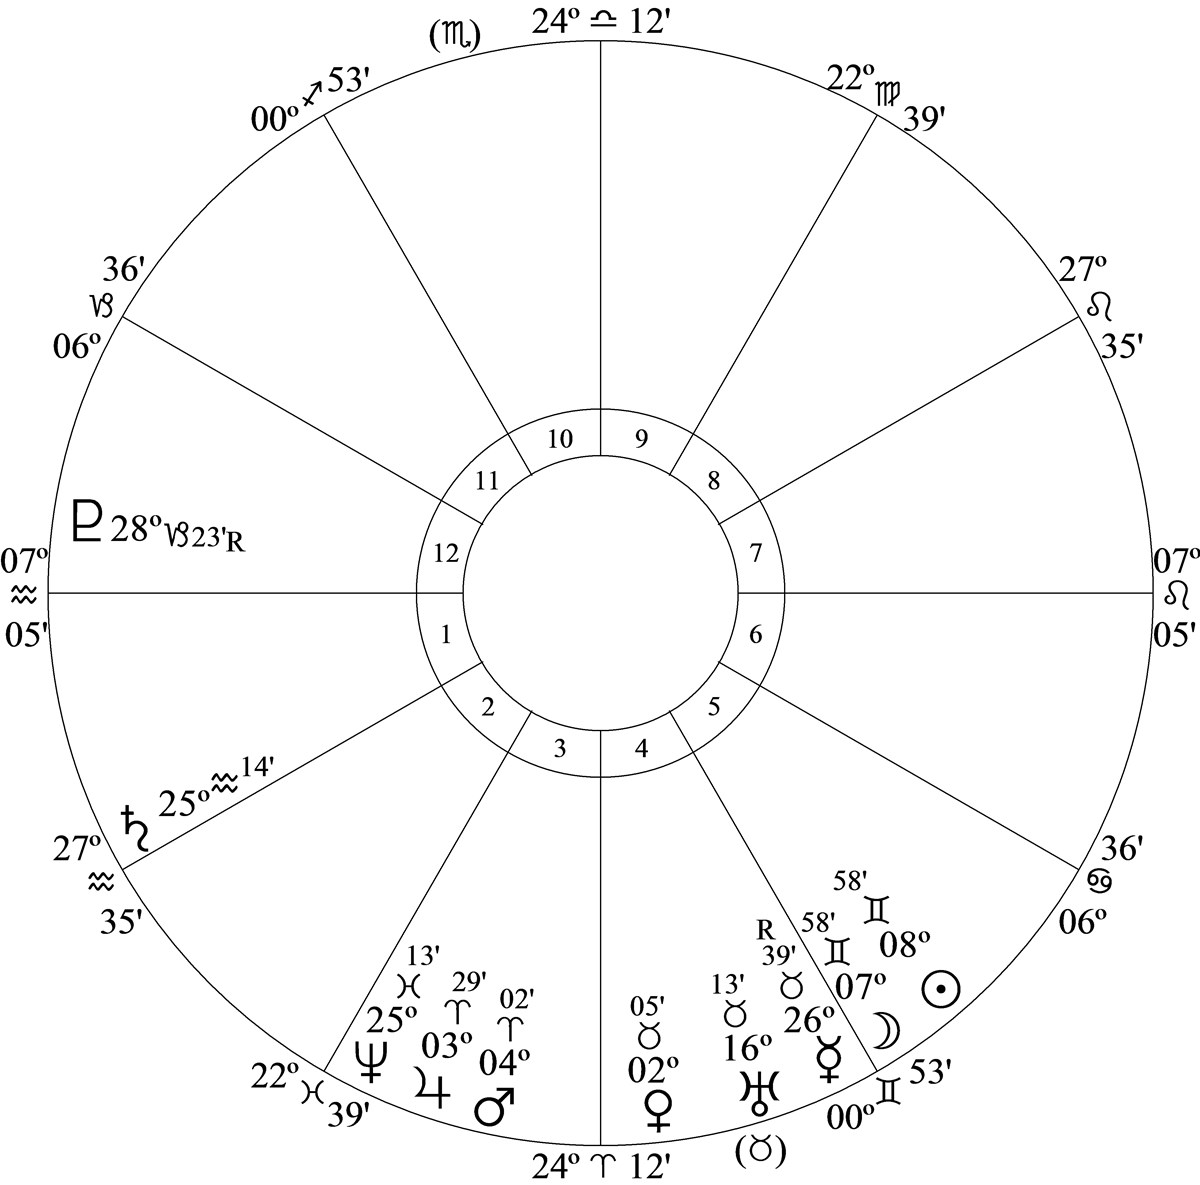 24º ♎ 12'
(♏)
22º ♍ 39'
00º ♐ 53'
27º ♌ 35'
36' ♑ 06º
10
9
11
8
12
7
♇ 28º ♑ 23' R
07º ♒ 05'
07º ♌ 05'
1
6
2
5
3
4
♄ 25º ♒ 14'
27º ♒ 35'
36' ♋ 06º
13' ♓ 25º ♆
29' ♈ 03º ♃
02' ♈ 04º ♂
05' ♉ 02º ♀
13' ♉ 16º ♅
R 39' ♉ 26º ☿
58' ♊ 07º ☽
58' ♊ 08º ☉
22º ♓ 39'
00º ♊ 53'
(♉)
24º ♈ 12'